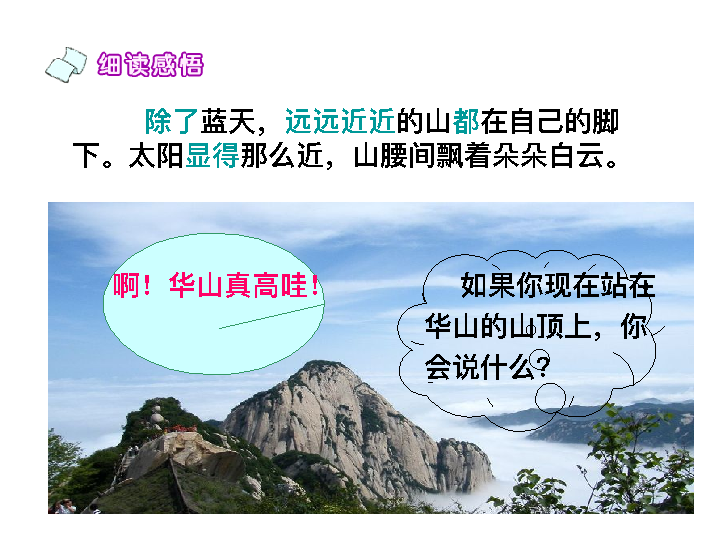 细读感悟
除了蓝天，远远近近的山都在自己的脚
下。太阳显得那么近，山腰间飘着朵朵白云。
啊！华山真高哇！
如果你现在站在
华山的山顶上，你
会说什么？